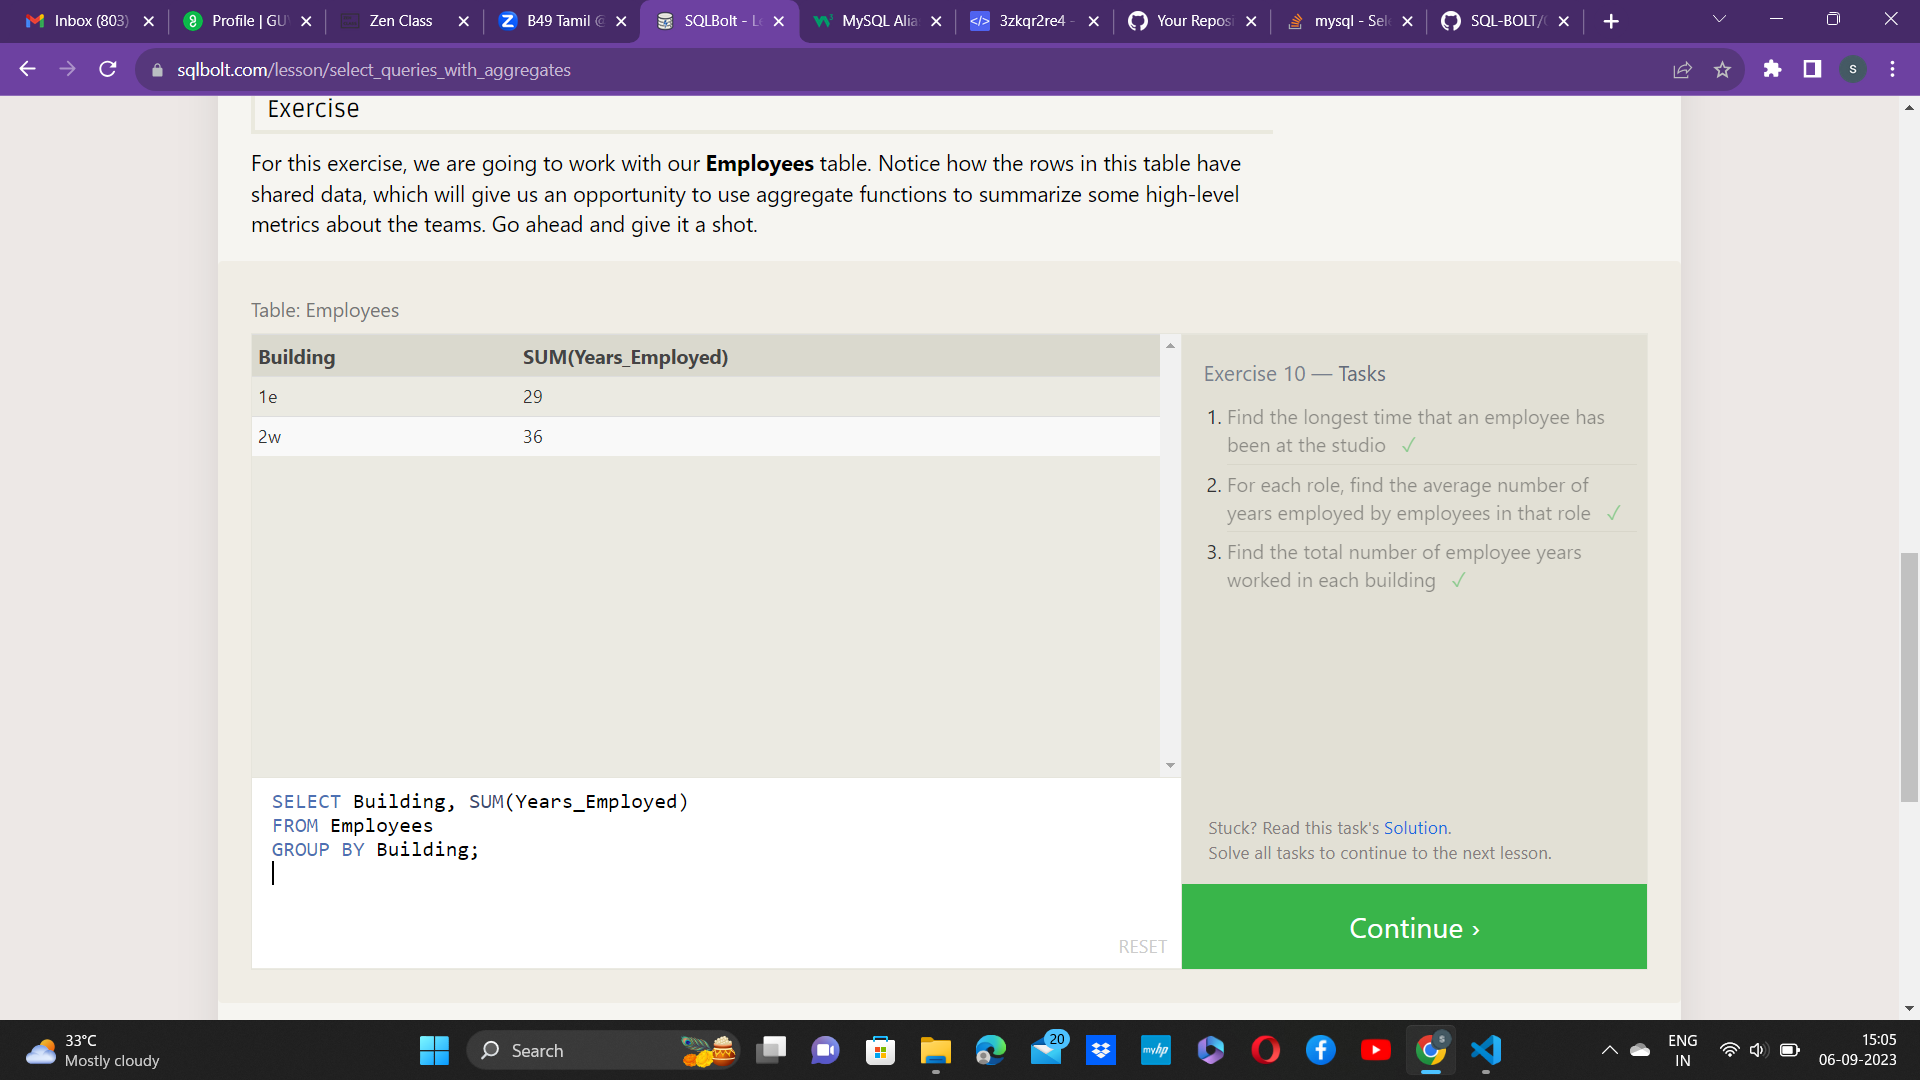 Inbox (803)
Profile | GU
Zen Class
B49 Tamil @
SQLBolt - Le
MySQL Alia
3zkqr2re4 -
Your Reposi
mysql - Sele
SQL-BOLT/
sqlbolt.com/lesson/select_queries_with_aggregates
s
Exercise
For this exercise, we are going to work with our Employees table. Notice how the rows in this table have
shared data, which will give us an opportunity to use aggregate functions to summarize some high-level
metrics about the teams. Go ahead and give it a shot.
Table: Employees
Building SUM(Years_Employed)
1e 29
2w 36
Exercise 10 — Tasks
1. Find the longest time that an employee has
been at the studio ✓
2. For each role, find the average number of
years employed by employees in that role ✓
3. Find the total number of employee years
worked in each building ✓
SELECT Building, SUM(Years_Employed)
FROM Employees
GROUP BY Building;
RESET
Stuck? Read this task's Solution.
Solve all tasks to continue to the next lesson.
Continue ›
33°C
Mostly cloudy
Search
20
myhp
s
ENG
IN
15:05
06-09-2023